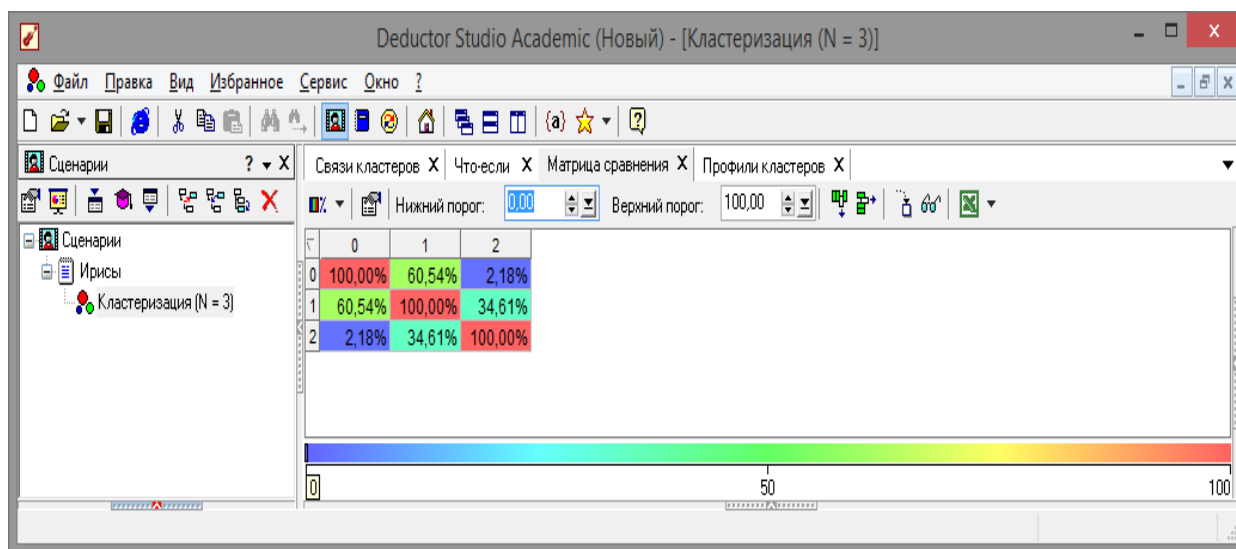 Deductor Studio Academic (Новый) - [Кластеризация (N = 3)]
Файл Правка Вид Избранное Сервис Окно ?
Сценарии ?
Связи кластеров X Что-если X Матрица сравнения X Профили кластеров X
Нижний порог: 0,00 Верхний порог: 100,00
Сценарии
Ирисы
Кластеризация (N = 3)
0 1 2
0 100,00% 60,54% 2,18%
1 60,54% 100,00% 34,61%
2 2,18% 34,61% 100,00%
0 50 100